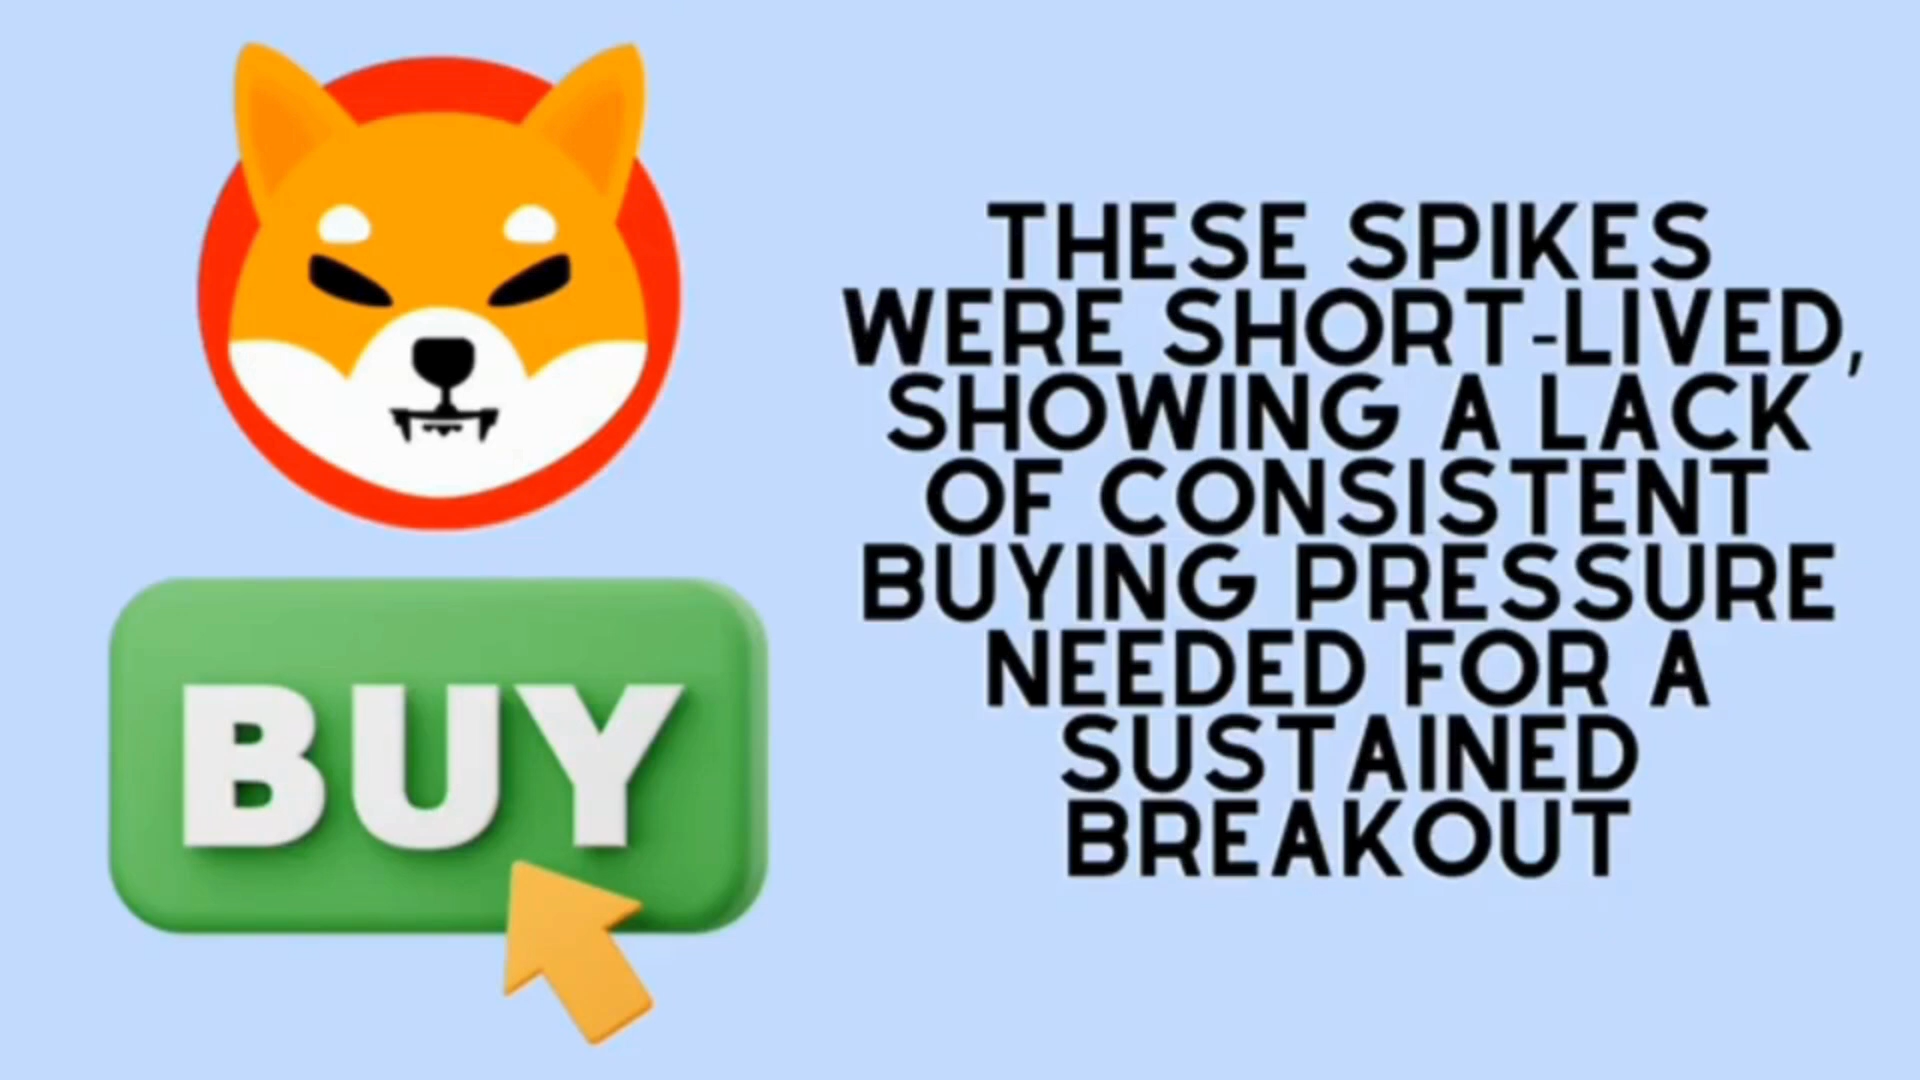 THESE SPIKES
WERE SHORT-LIVED,
SHOWING A LACK
OF CONSISTENT
BUYING PRESSURE
NEEDED FOR A
SUSTAINED
BREAKOUT
BUY